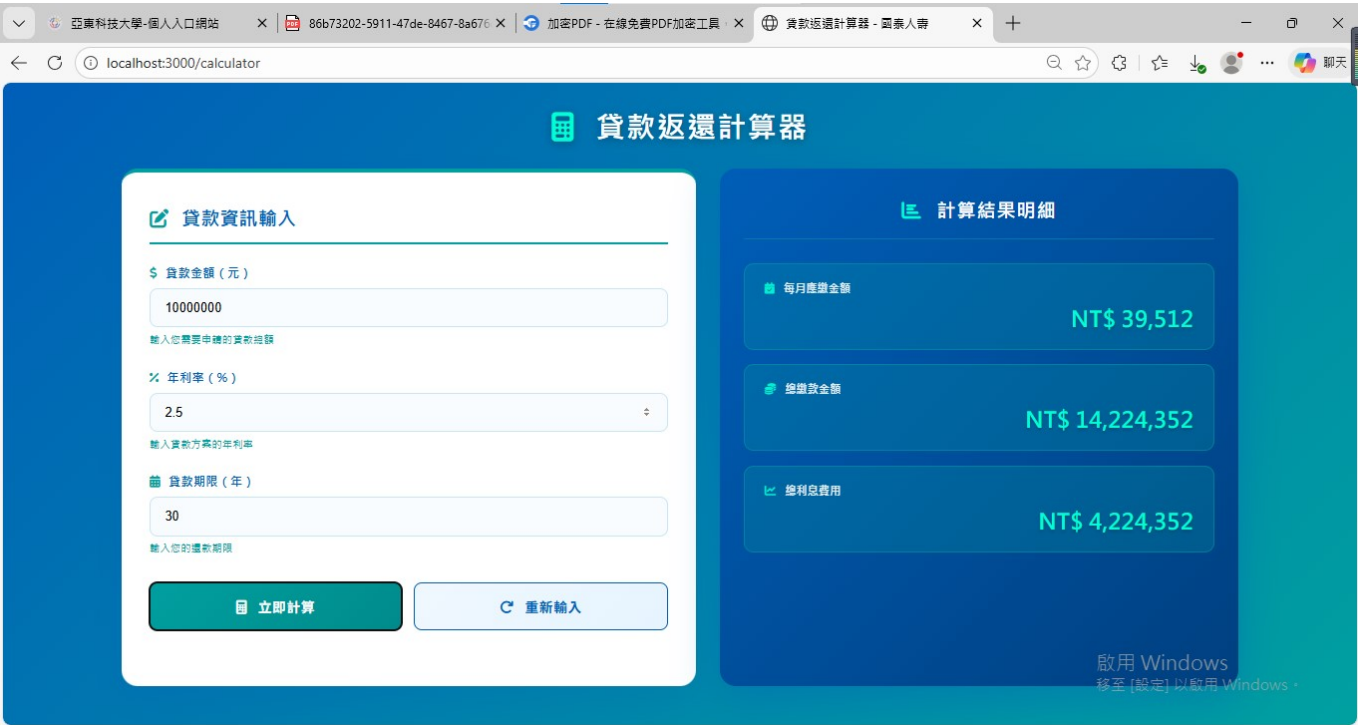 亞東科技大學-個人入口網站
86b73202-5911-47de-8467-8a676
加密PDF - 在線免費PDF加密工具
貸款返還計算器 - 國泰人壽
localhost:3000/calculator
聊天
貸款返還計算器
貸款資訊輸入
$ 貸款金額（元）
10000000
輸入您需要申請的貸款總額
% 年利率（%）
2.5
輸入貸款方案的年利率
貸款期限（年）
30
輸入您的還款期限
立即計算
重新輸入
計算結果明細
每月應繳金額
NT$ 39,512
總繳款金額
NT$ 14,224,352
總利息費用
NT$ 4,224,352
啟用 Windows
移至 [設定] 以啟用 Windows。